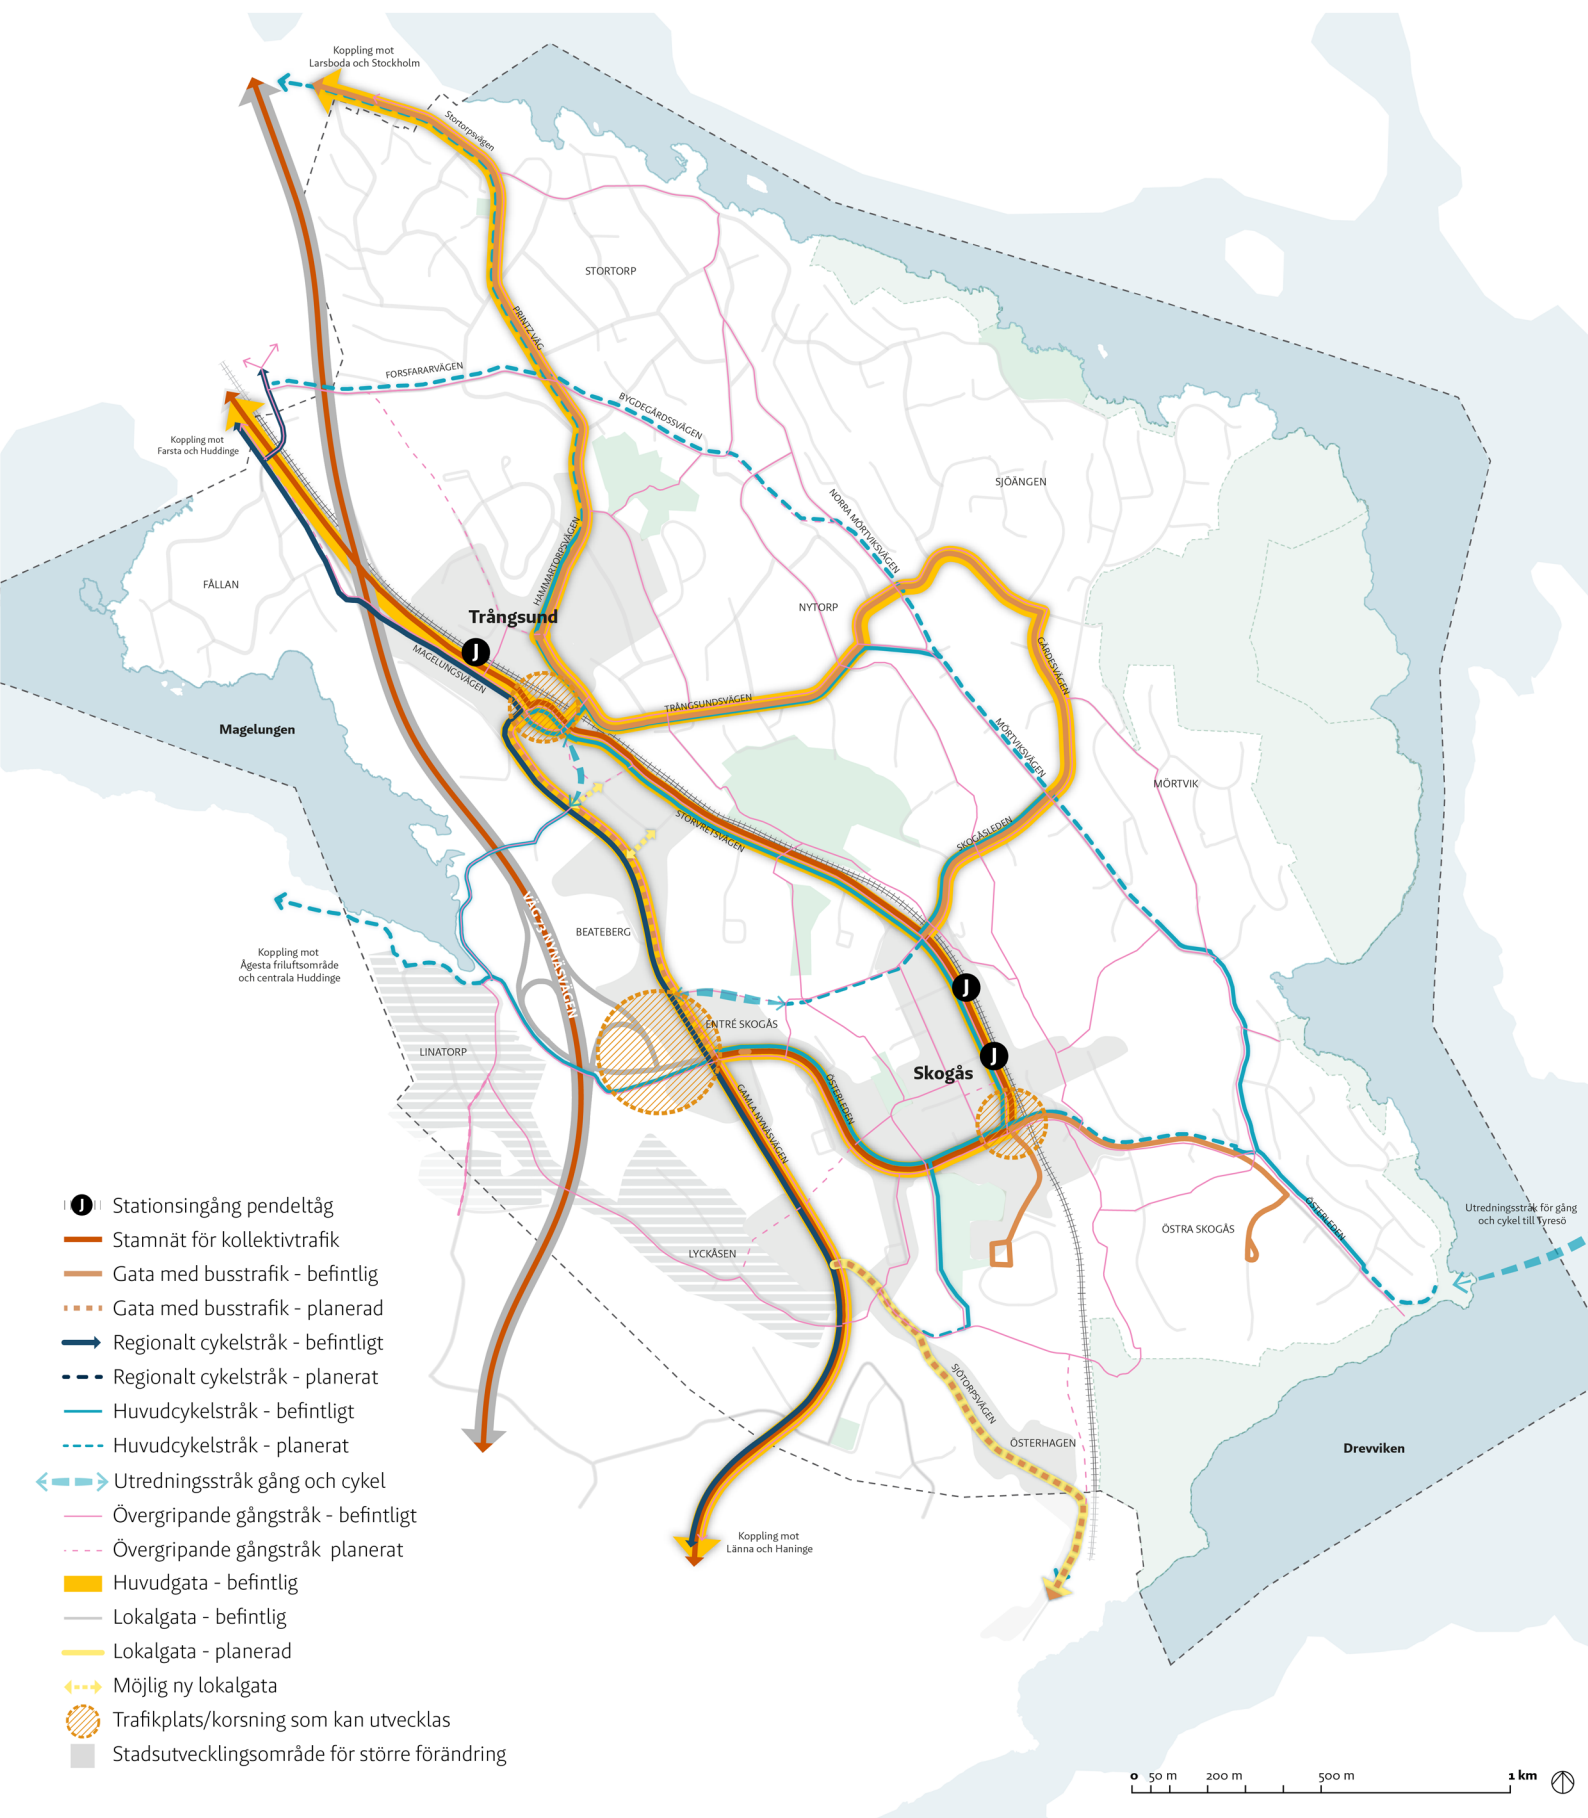 Koppling mot
Larsboda och Stockholm
Stortorpsvägen
STORTORP
PRINTZ VÄG
FORSFARARVÄGEN
BYGDEGÅRDSSVÄGEN
Koppling mot
Farsta och Huddinge
NORRA MÖRTVIKSVÄGEN
SJÖÄNGEN
HAMMARTORPSVÄGEN
FÅLLAN
NYTORP
Trångsund
J
GÄRDESVÄGEN
MAGELUNGSVÄGEN
TRÅNGSUNDSVÄGEN
Magelungen
MÖRTVIKSVÄGEN
MÖRTVIK
STORVRETSVÄGEN
SKOGÅSLEDEN
VÄG 73 NYNÄSVÄGEN
BEATEBERG
Koppling mot
Ågesta friluftsområde
och centrala Huddinge
J
ENTRÉ SKOGÅS
LINATORP
J
Skogås
GAMLA NYNÄSVÄGEN
ÖSTERLEDEN
ÖSTERLEDEN
Utredningsstråk för gång
och cykel till Tyresö
ÖSTRA SKOGÅS
LYCKÅSEN
SJÖTORPSVÄGEN
ÖSTERHAGEN
Drevviken
Koppling mot
Länna och Haninge
J Stationsingång pendeltåg
Stamnät för kollektivtrafik
Gata med busstrafik - befintlig
Gata med busstrafik - planerad
Regionalt cykelstråk - befintligt
Regionalt cykelstråk - planerat
Huvudcykelstråk - befintligt
Huvudcykelstråk - planerat
Utredningsstråk gång och cykel
Övergripande gångstråk - befintligt
Övergripande gångstråk planerat
Huvudgata - befintlig
Lokalgata - befintlig
Lokalgata - planerad
Möjlig ny lokalgata
Trafikplats/korsning som kan utvecklas
Stadsutvecklingsområde för större förändring
0 50 m 200 m 500 m 1 km